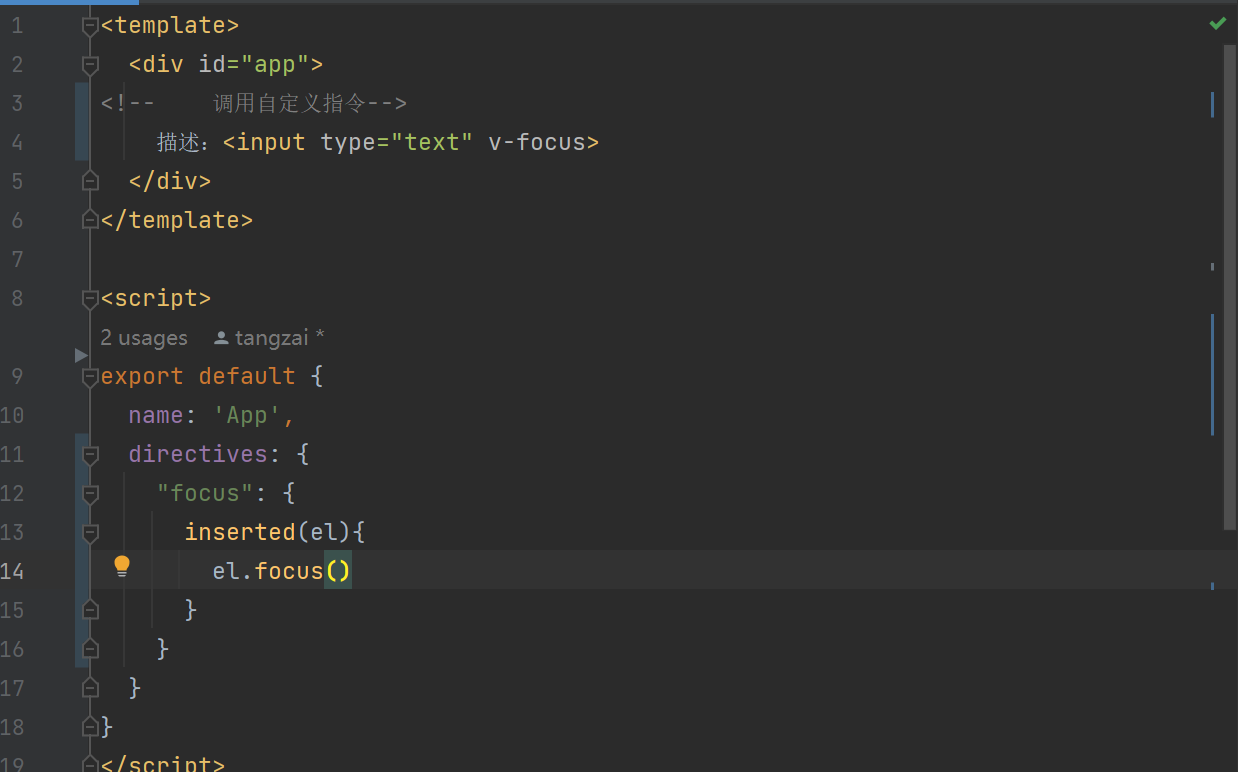 1 <template>
2   <div id="app">
3 <!--    调用自定义指令-->
4     描述：<input type="text" v-focus>
5   </div>
6 </template>
7
8 <script>
2 usages   tangzai *
9 export default {
10   name: 'App',
11   directives: {
12     "focus": {
13       inserted(el){
14         el.focus()
15       }
16     }
17   }
18 }
19 </script>